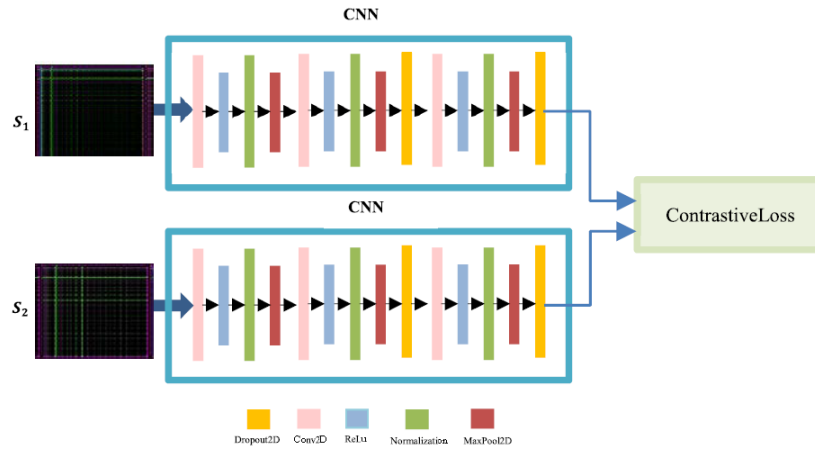 CNN
S1
ContrastiveLoss
CNN
S2
Dropout2D Conv2D ReLu Normalization MaxPool2D